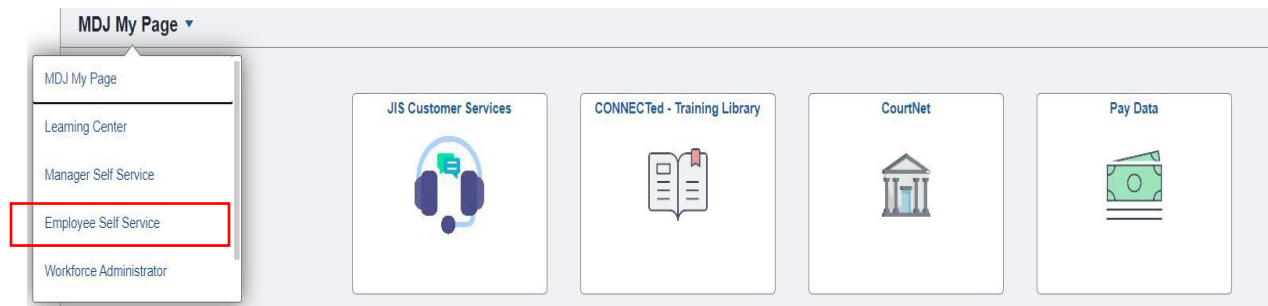 MDJ My Page
MDJ My Page
Learning Center
Manager Self Service
Employee Self Service
Workforce Administrator
JIS Customer Services
CONNECTed - Training Library
CourtNet
Pay Data